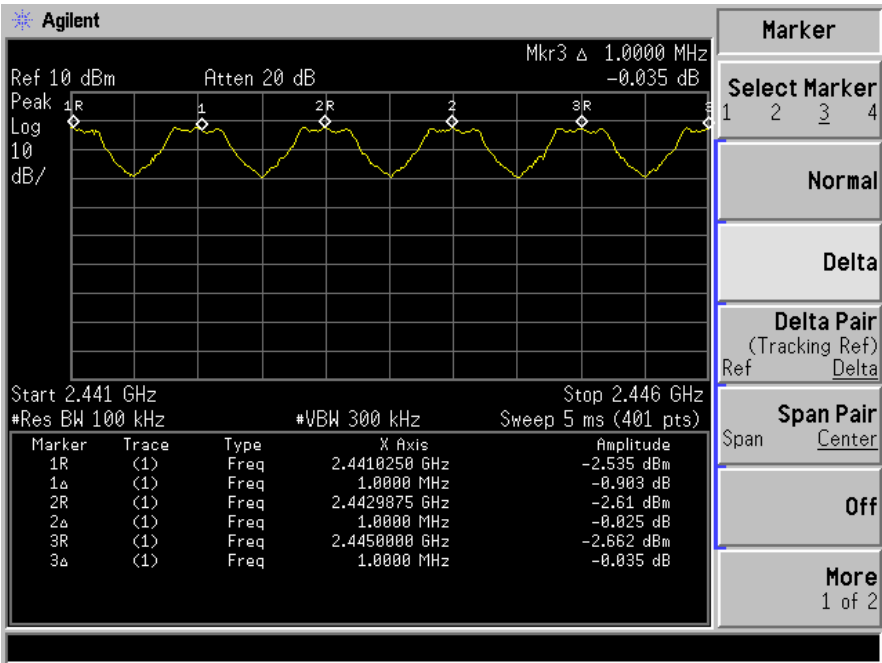 Agilent
Marker
Mkr3 Δ 1.0000 MHz
Ref 10 dBm Atten 20 dB -0.035 dB
Peak
Log
10
dB/
1R 1 2R 2 3R 3
Start 2.441 GHz Stop 2.446 GHz
#Res BW 100 kHz #VBW 300 kHz Sweep 5 ms (401 pts)
Marker Trace Type X Axis Amplitude
1R (1) Freq 2.4410250 GHz -2.535 dBm
1Δ (1) Freq 1.0000 MHz -0.903 dB
2R (1) Freq 2.4429875 GHz -2.61 dBm
2Δ (1) Freq 1.0000 MHz -0.025 dB
3R (1) Freq 2.4450000 GHz -2.662 dBm
3Δ (1) Freq 1.0000 MHz -0.035 dB
Select Marker
1 2 3 4
Normal
Delta
Delta Pair
(Tracking Ref)
Ref Delta
Span Pair
Span Center
Off
More
1 of 2